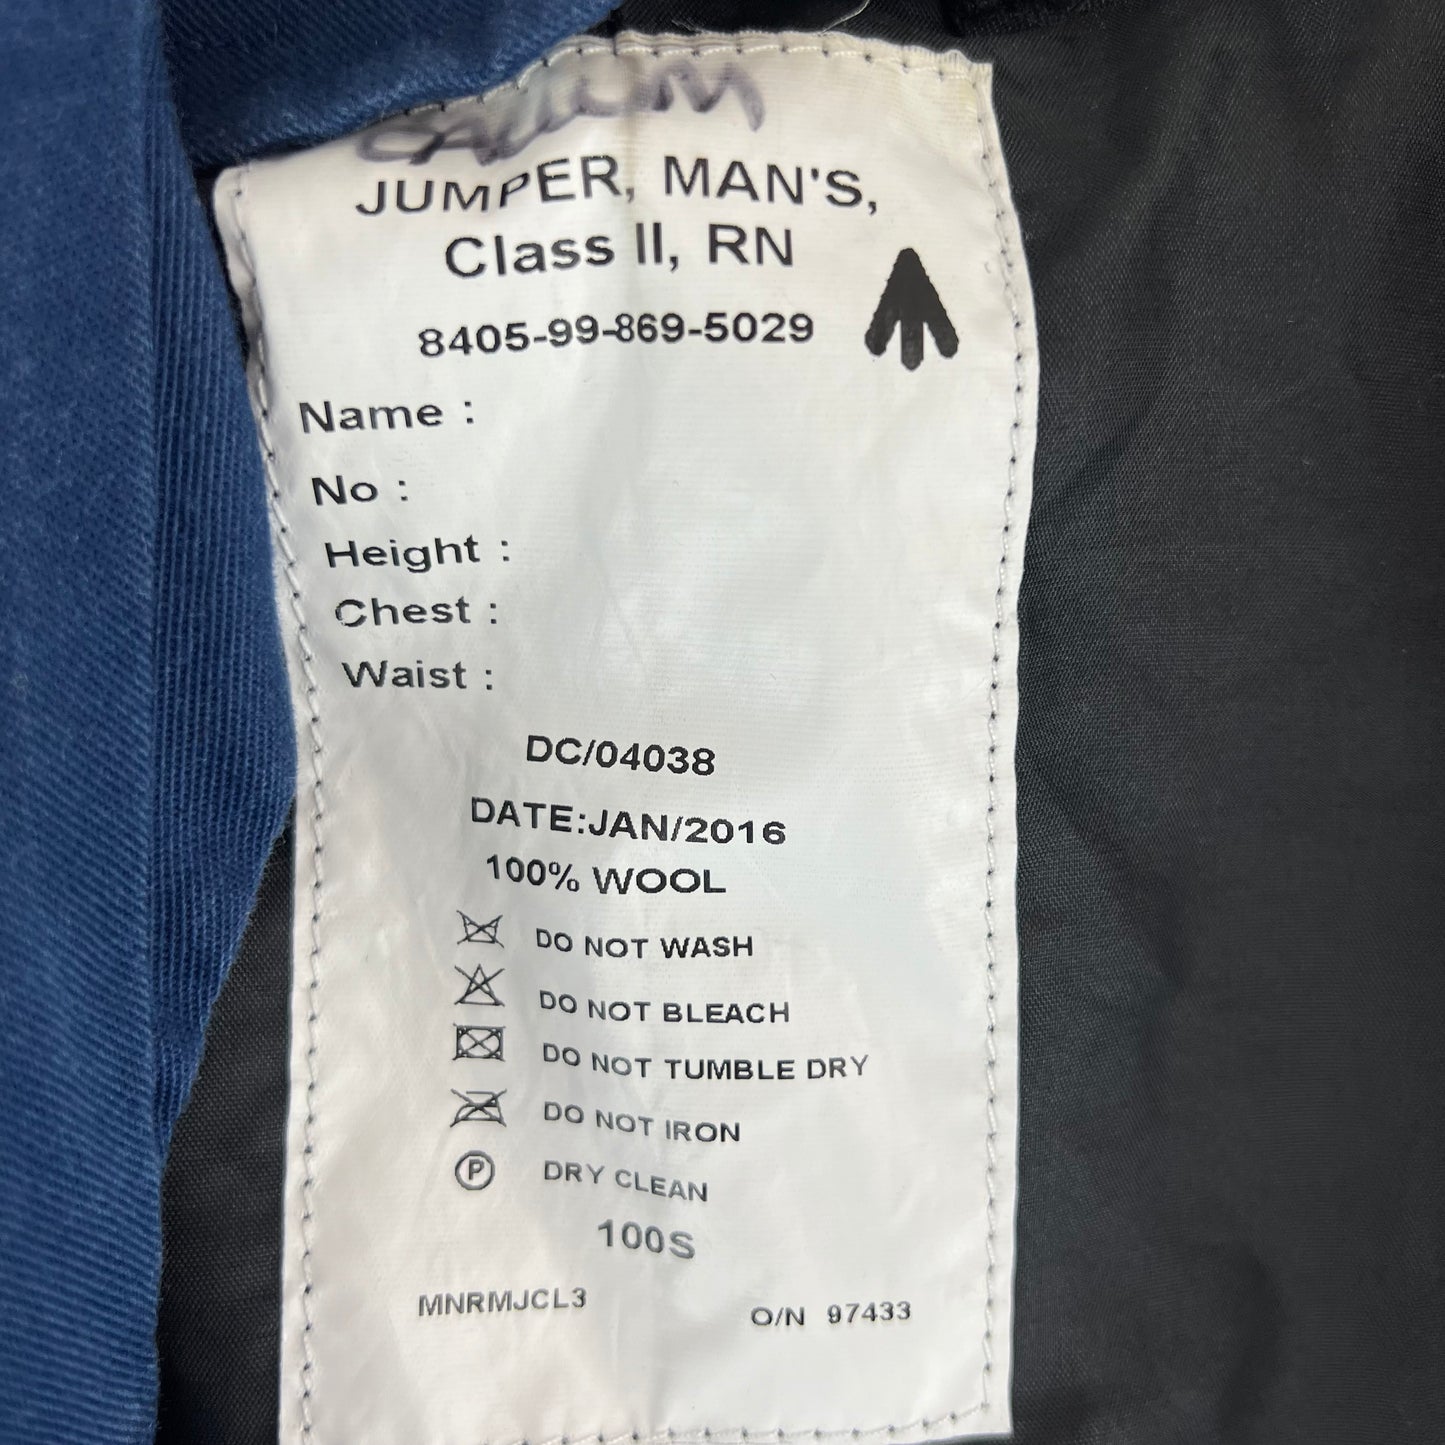 CALLUM
JUMPER, MAN'S,
Class II, RN
8405-99-869-5029
Name :
No :
Height :
Chest :
Waist :
DC/04038
DATE:JAN/2016
100% WOOL
DO NOT WASH
DO NOT BLEACH
DO NOT TUMBLE DRY
DO NOT IRON
P DRY CLEAN
100S
MNRMJCL3 O/N 97433